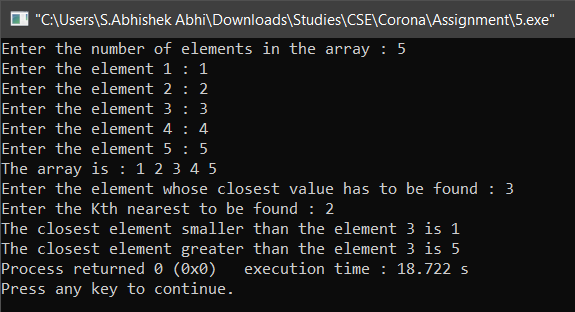 "C:\Users\S.Abhishek Abhi\Downloads\Studies\CSE\Corona\Assignment\5.exe"
Enter the number of elements in the array : 5
Enter the element 1 : 1
Enter the element 2 : 2
Enter the element 3 : 3
Enter the element 4 : 4
Enter the element 5 : 5
The array is : 1 2 3 4 5
Enter the element whose closest value has to be found : 3
Enter the Kth nearest to be found : 2
The closest element smaller than the element 3 is 1
The closest element greater than the element 3 is 5
Process returned 0 (0x0)   execution time : 18.722 s
Press any key to continue.